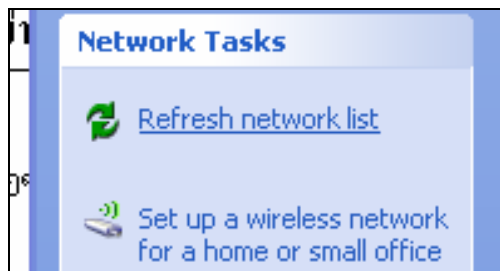 Network Tasks
Refresh network list
Set up a wireless network
for a home or small office